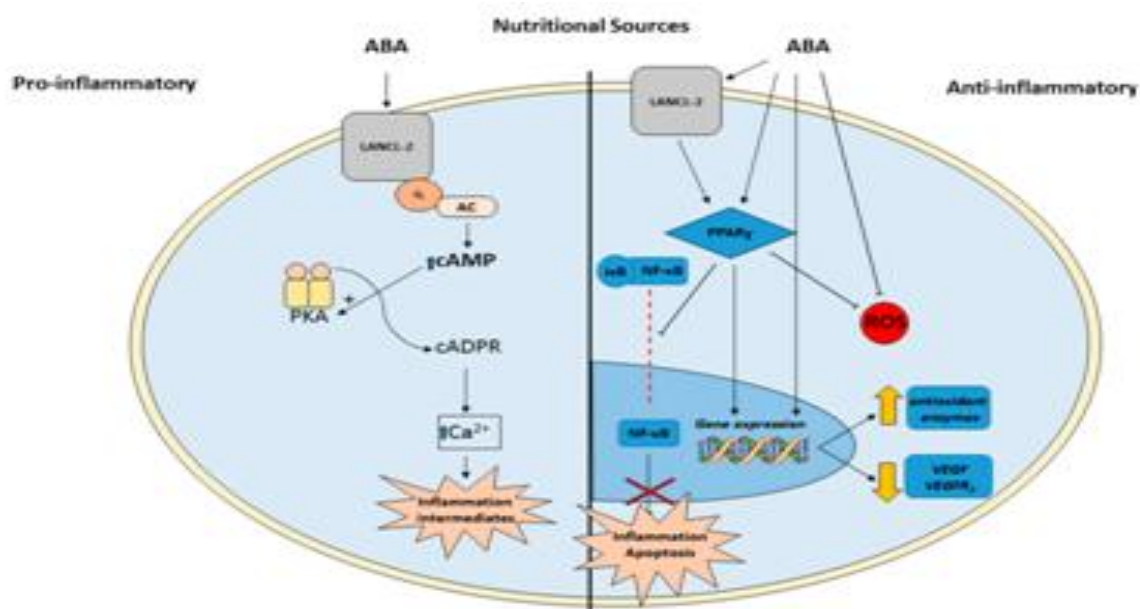 Nutritional Sources
ABA
ABA
Pro-inflammatory
Anti-inflammatory
LANCL-2
LANCL-2
AC
cAMP
PKA
+
cADPR
Ca²⁺
Inflammation
intermediates
PPARγ
IκB
NF-κB
ROS
NF-κB
Gene expression
antioxidant
enzymes
VEGF
Inflammation
Apoptosis